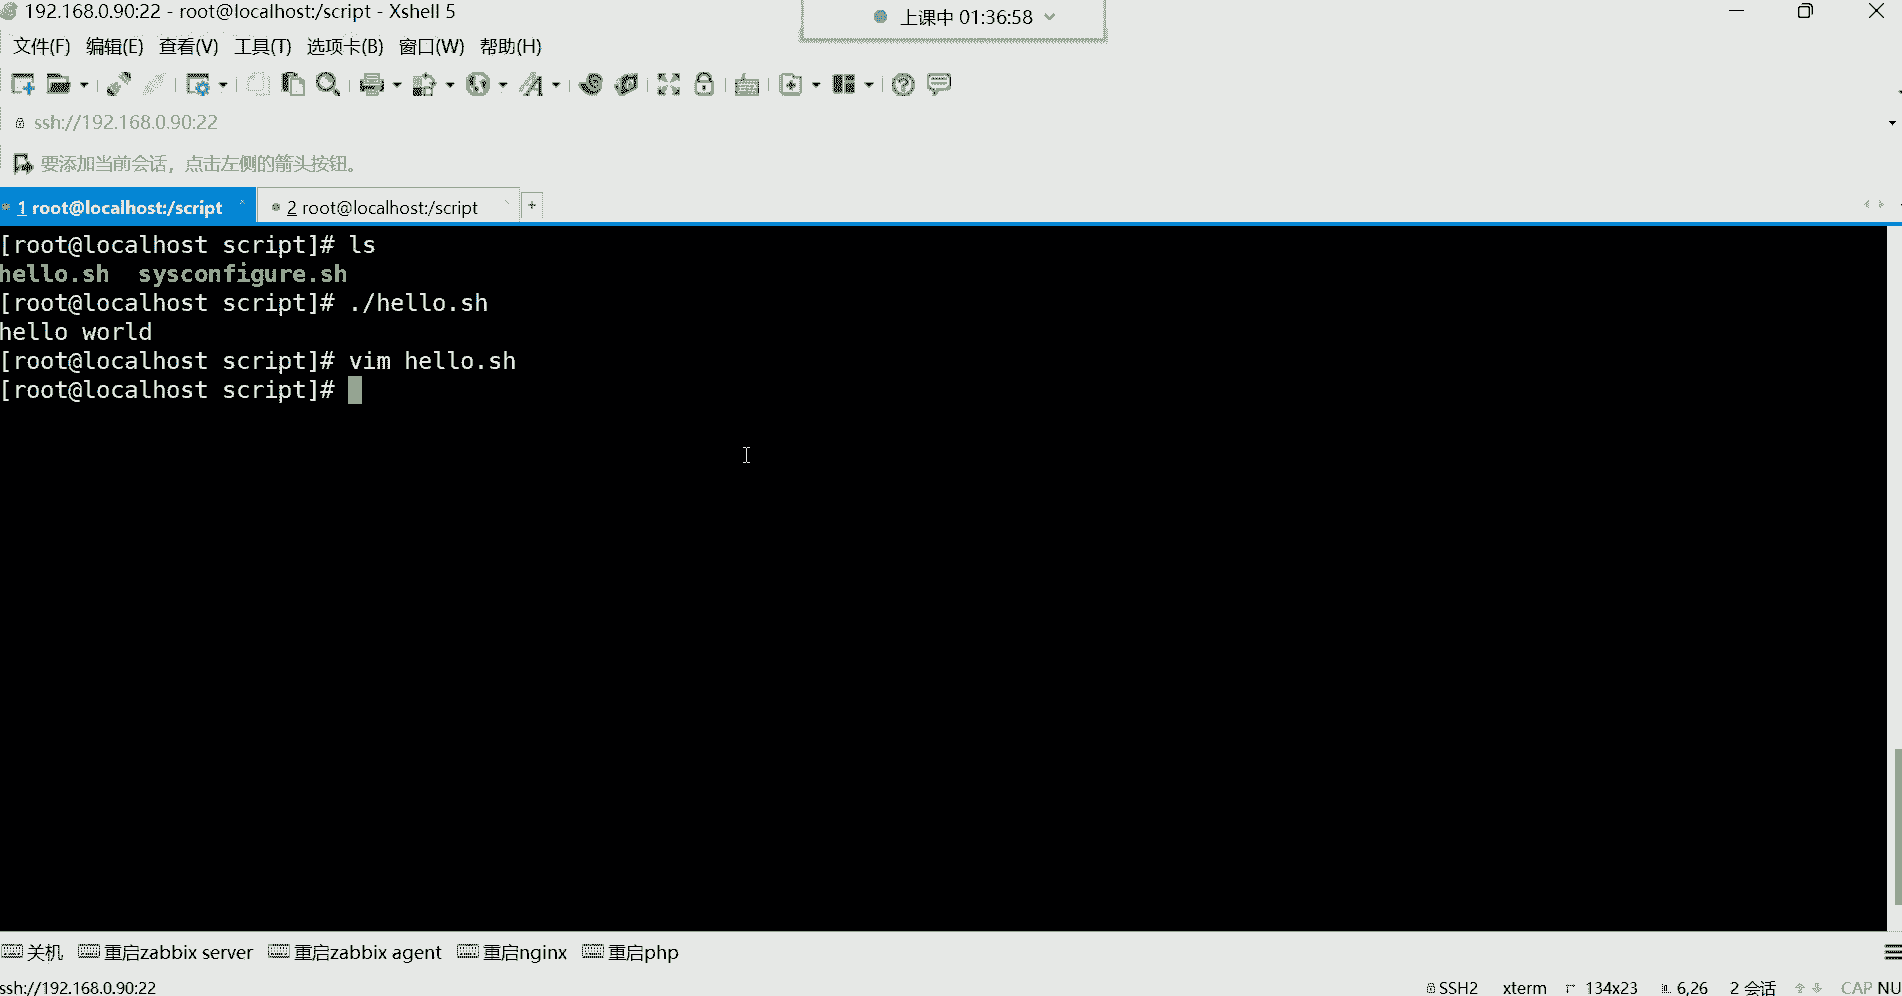 192.168.0.90:22 - root@localhost:/script - Xshell 5
上课中 01:36:58
文件(F) 编辑(E) 查看(V) 工具(T) 选项卡(B) 窗口(W) 帮助(H)
ssh://192.168.0.90:22
要添加当前会话，点击左侧的箭头按钮。
1 root@localhost:/script
2 root@localhost:/script
[root@localhost script]# ls
hello.sh  sysconfigure.sh
[root@localhost script]# ./hello.sh
hello world
[root@localhost script]# vim hello.sh
[root@localhost script]#
关机 重启zabbix server 重启zabbix agent 重启nginx 重启php
ssh://192.168.0.90:22 SSH2 xterm 134x23 6,26 2 会话 CAP NU